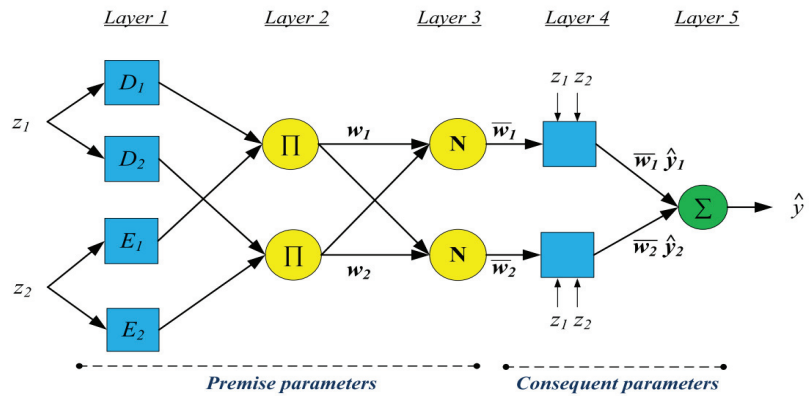 Layer 1 Layer 2 Layer 3 Layer 4 Layer 5
z₁ z₂
D₁
z₁
D₂
Π w₁ N w̅₁
w̅₁ ŷ₁
E₁
Σ ŷ
z₂
Π w₂ N w̅₂
w̅₂ ŷ₂
E₂
z₁ z₂
Premise parameters Consequent parameters